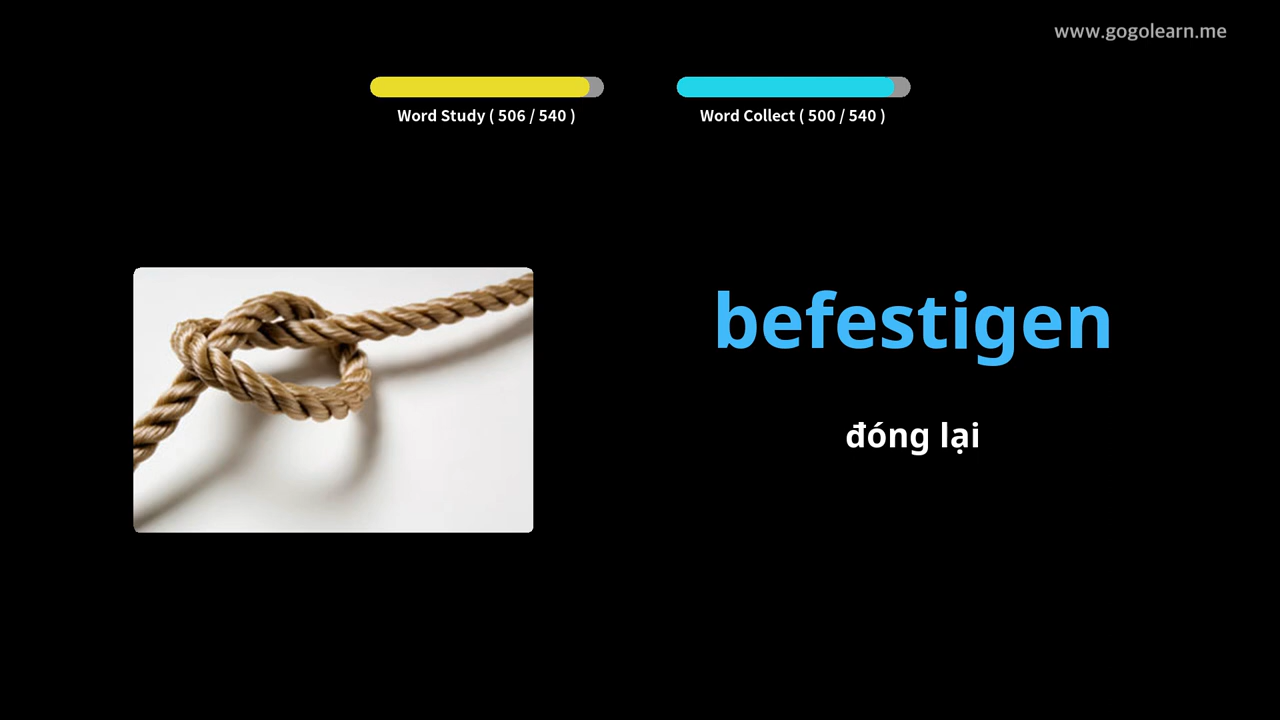 www.gogolearn.me
Word Study ( 506 / 540 )
Word Collect ( 500 / 540 )
befestigen
đóng lại